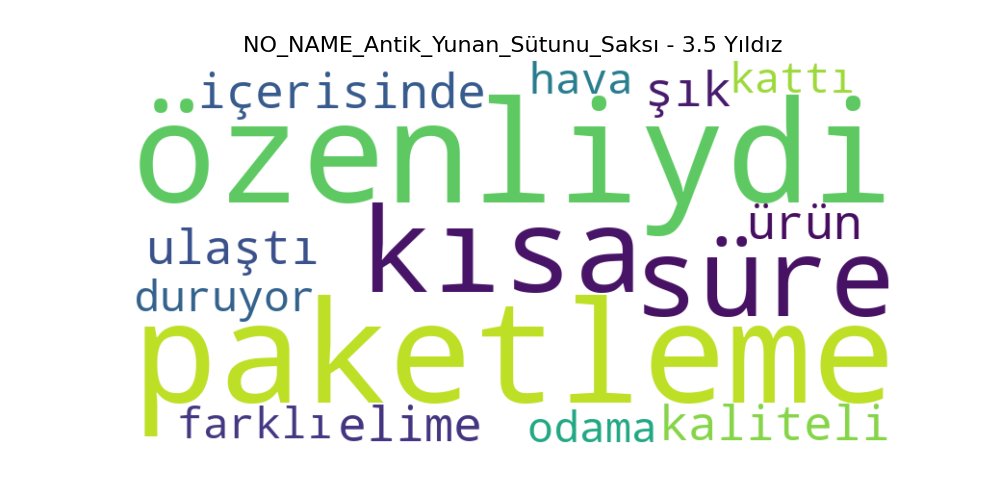 NO_NAME_Antik_Yunan_Sütunu_Saksı - 3.5 Yıldız
içerisinde hava şık kattı
özenliydi
ulaştı kısa süre ürün
duruyor
paketleme
farklı elime odama kaliteli